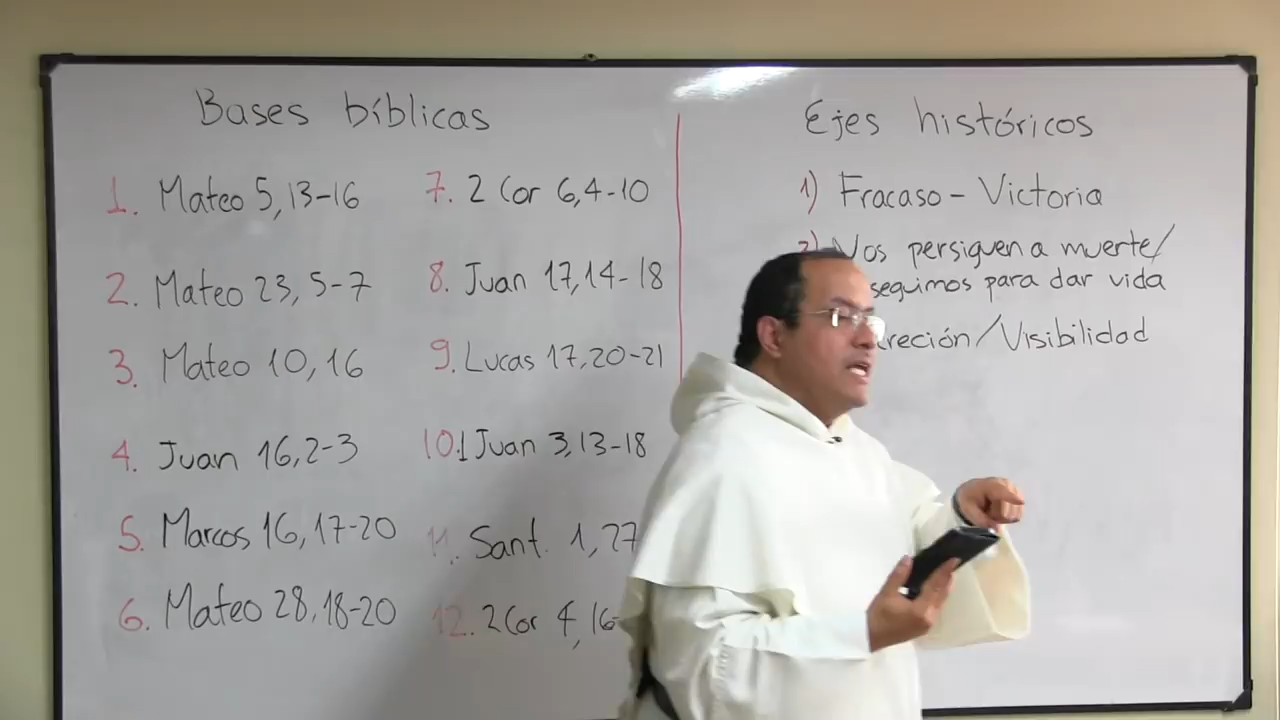 Bases bíblicas
1. Mateo 5,13-16
2. Mateo 23, 5-7
3. Mateo 10,16
4. Juan 16,2-3
5. Marcos 16,17-20
6. Mateo 28,18-20
7. 2 Cor 6,4-10
8. Juan 17,14-18
9. Lucas 17,20-21
10. 1 Juan 3,13-18
11. Sant. 1,27
12. 2 Cor 4,16-
Ejes históricos
1) Fracaso - Victoria
2) Nos persiguen a muerte/
seguimos para dar vida
reción/Visibilidad